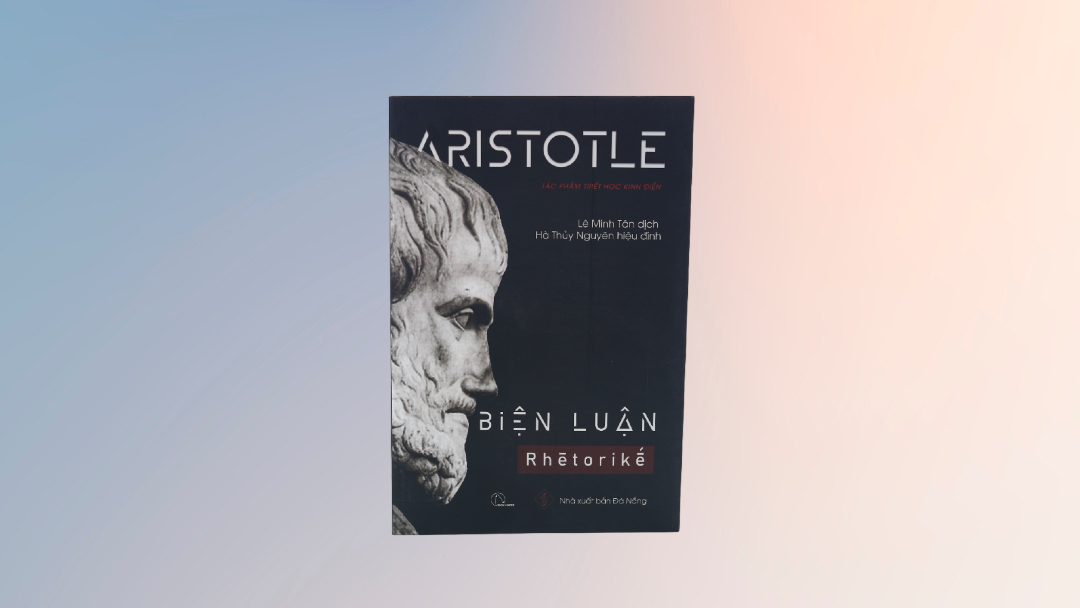 ARISTOTLE
TÁC PHẨM TRIẾT HỌC KINH ĐIỂN
Lê Minh Tân dịch
Hà Thủy Nguyên hiệu đính
BIỆN LUẬN
Rhētorikḗ
Nhà xuất bản Đà Nẵng